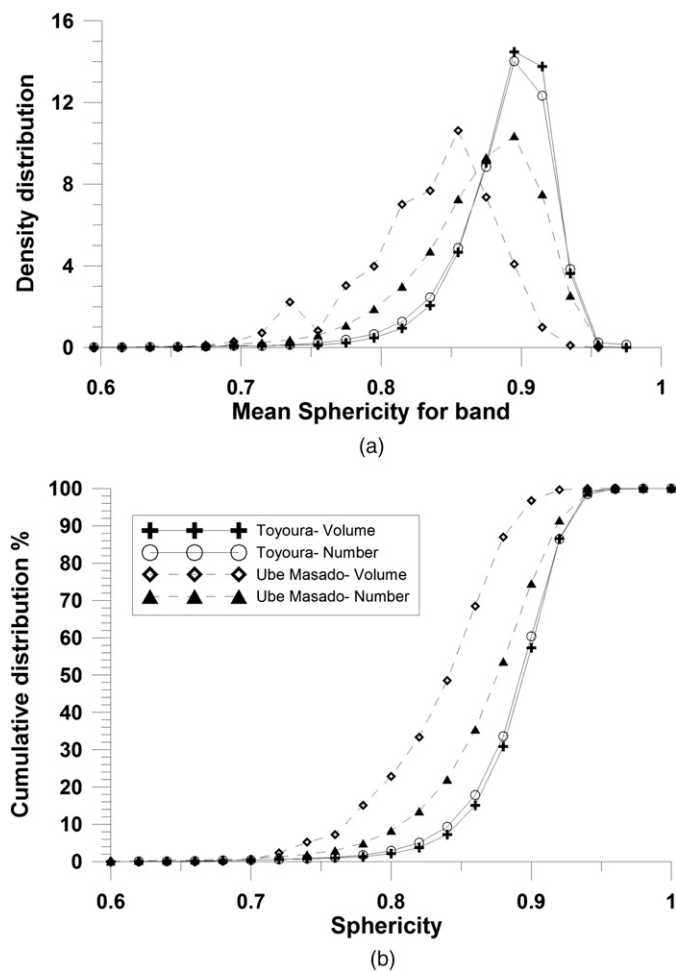 16
12
8
4
0
Density distribution
0.6 0.7 0.8 0.9 1
Mean Sphericity for band
(a)
100
90
80
70
60
50
40
30
20
10
0
Cumulative distribution %
Toyoura- Volume
Toyoura- Number
Ube Masado- Volume
Ube Masado- Number
0.6 0.7 0.8 0.9 1
Sphericity
(b)